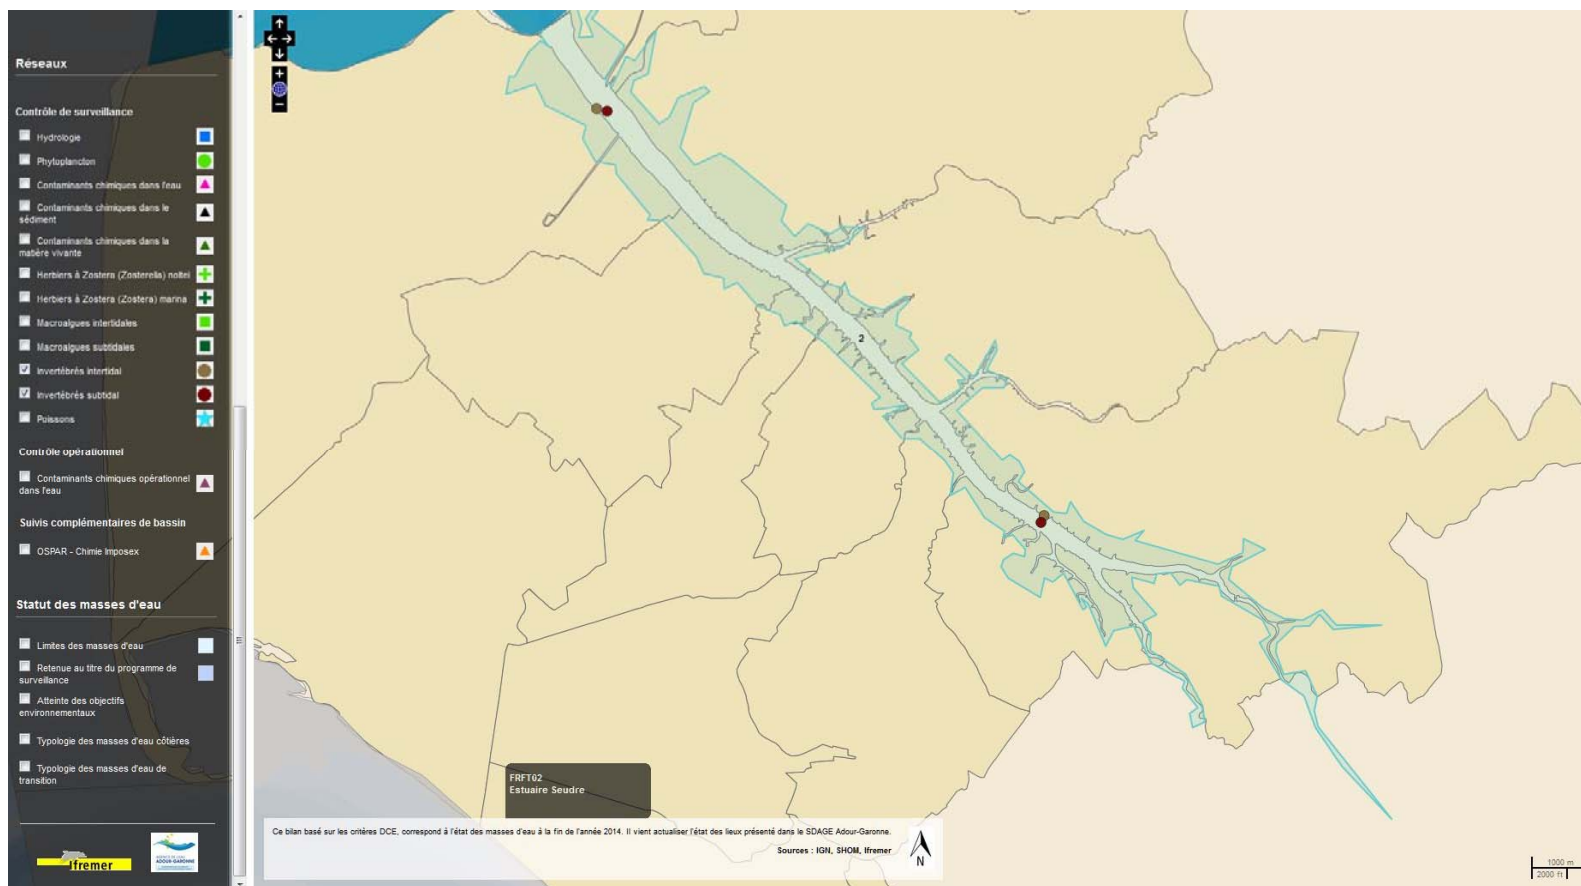 Réseaux
Contrôle de surveillance
Hydrologie
Phytoplancton
Contaminants chimiques dans l'eau
Contaminants chimiques dans le
sédiment
Contaminants chimiques dans la
matière vivante
Herbiers à Zostera (Zosterella) noltei
Herbiers à Zostera (Zostera) marina
Macroalgues intertidales
Macroalgues subtidales
Invertébrés intertidal
Invertébrés subtidal
Poissons
Contrôle opérationnel
Contaminants chimiques opérationnel
dans l'eau
Suivis complémentaires de bassin
OSPAR - Chimie Imposex
Statut des masses d'eau
Limites des masses d'eau
Retenue au titre du programme de
surveillance
Atteinte des objectifs
environnementaux
Typologie des masses d'eau côtières
Typologie des masses d'eau de
transition
Ifremer
AGENCE DE L'EAU
ADOUR-GARONNE
2
FRFT02
Estuaire Seudre
Ce bilan basé sur les critères DCE, correspond à l'état des masses d'eau à la fin de l'année 2014. Il vient actualiser l'état des lieux présenté dans le SDAGE Adour-Garonne.
Sources : IGN, SHOM, Ifremer
N
1000 m
2000 ft